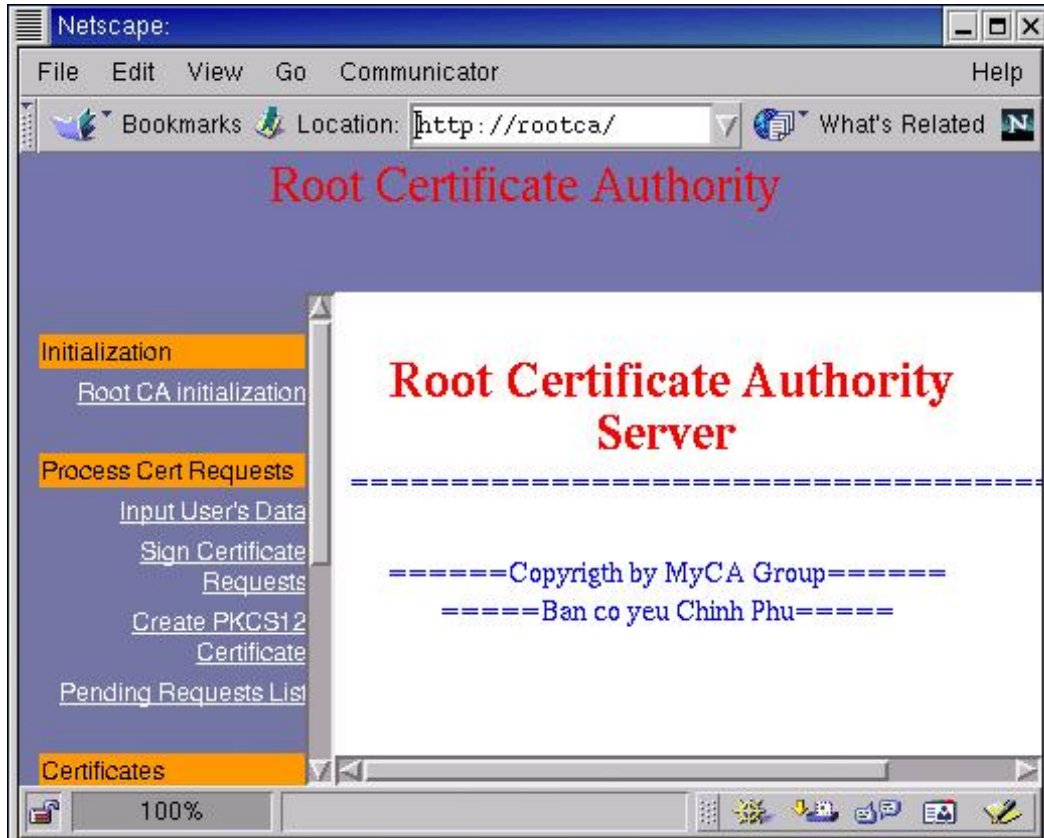 Netscape:
File Edit View Go Communicator Help
Bookmarks Location: http://rootca/ What's Related N
Root Certificate Authority
Initialization
Root CA initialization
Process Cert Requests
Input User's Data
Sign Certificate
Requests
Create PKCS12
Certificate
Pending Requests List
Certificates
Root Certificate Authority
Server
==================================
======Copyrigth by MyCA Group======
=====Ban co yeu Chinh Phu=====
100%